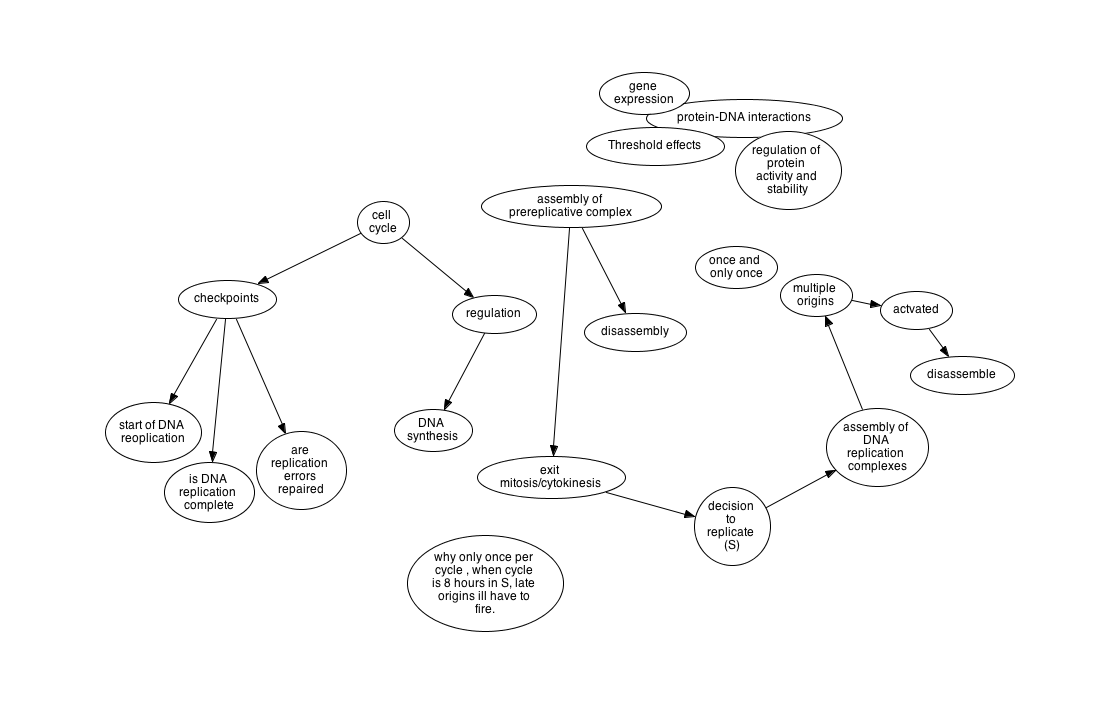 gene
expression
protein-DNA interactions
Threshold effects
regulation of
protein
activity and
stability
assembly of
prereplicative complex
cell
cycle
once and
only once
multiple
origins
actvated
checkpoints
regulation
disassembly
disassemble
start of DNA
reoplication
DNA
synthesis
is DNA
replication
complete
are
replication
errors
repaired
exit
mitosis/cytokinesis
assembly of
DNA
replication
complexes
decision
to
replicate
(S)
why only once per
cycle , when cycle
is 8 hours in S, late
origins ill have to
fire.